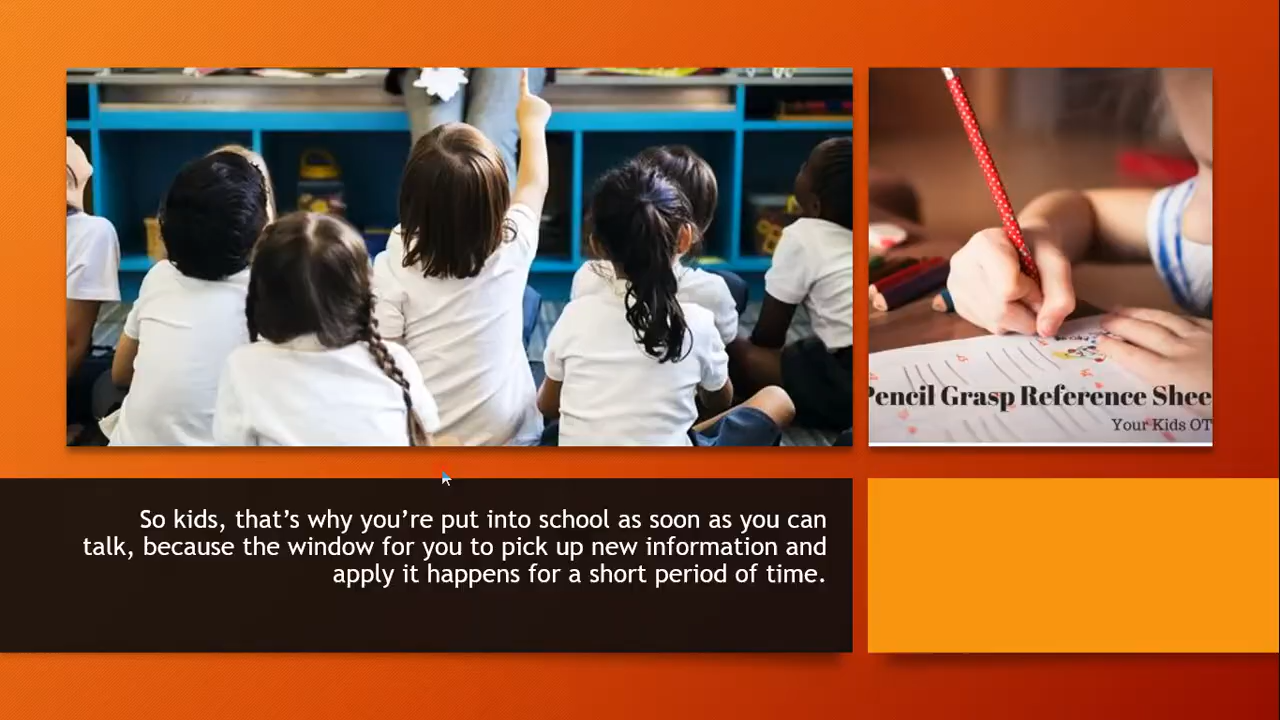 Pencil Grasp Reference Shee
Your Kids OT
So kids, that’s why you’re put into school as soon as you can
talk, because the window for you to pick up new information and
apply it happens for a short period of time.